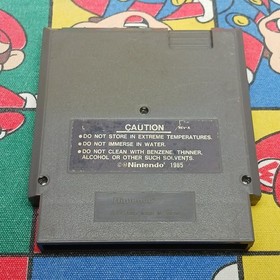 CAUTION
REV-A
• DO NOT STORE IN EXTREME TEMPERATURES.
• DO NOT IMMERSE IN WATER.
• DO NOT CLEAN WITH BENZENE, THINNER,
ALCOHOL OR OTHER SUCH SOLVENTS.
©®Nintendo 1985